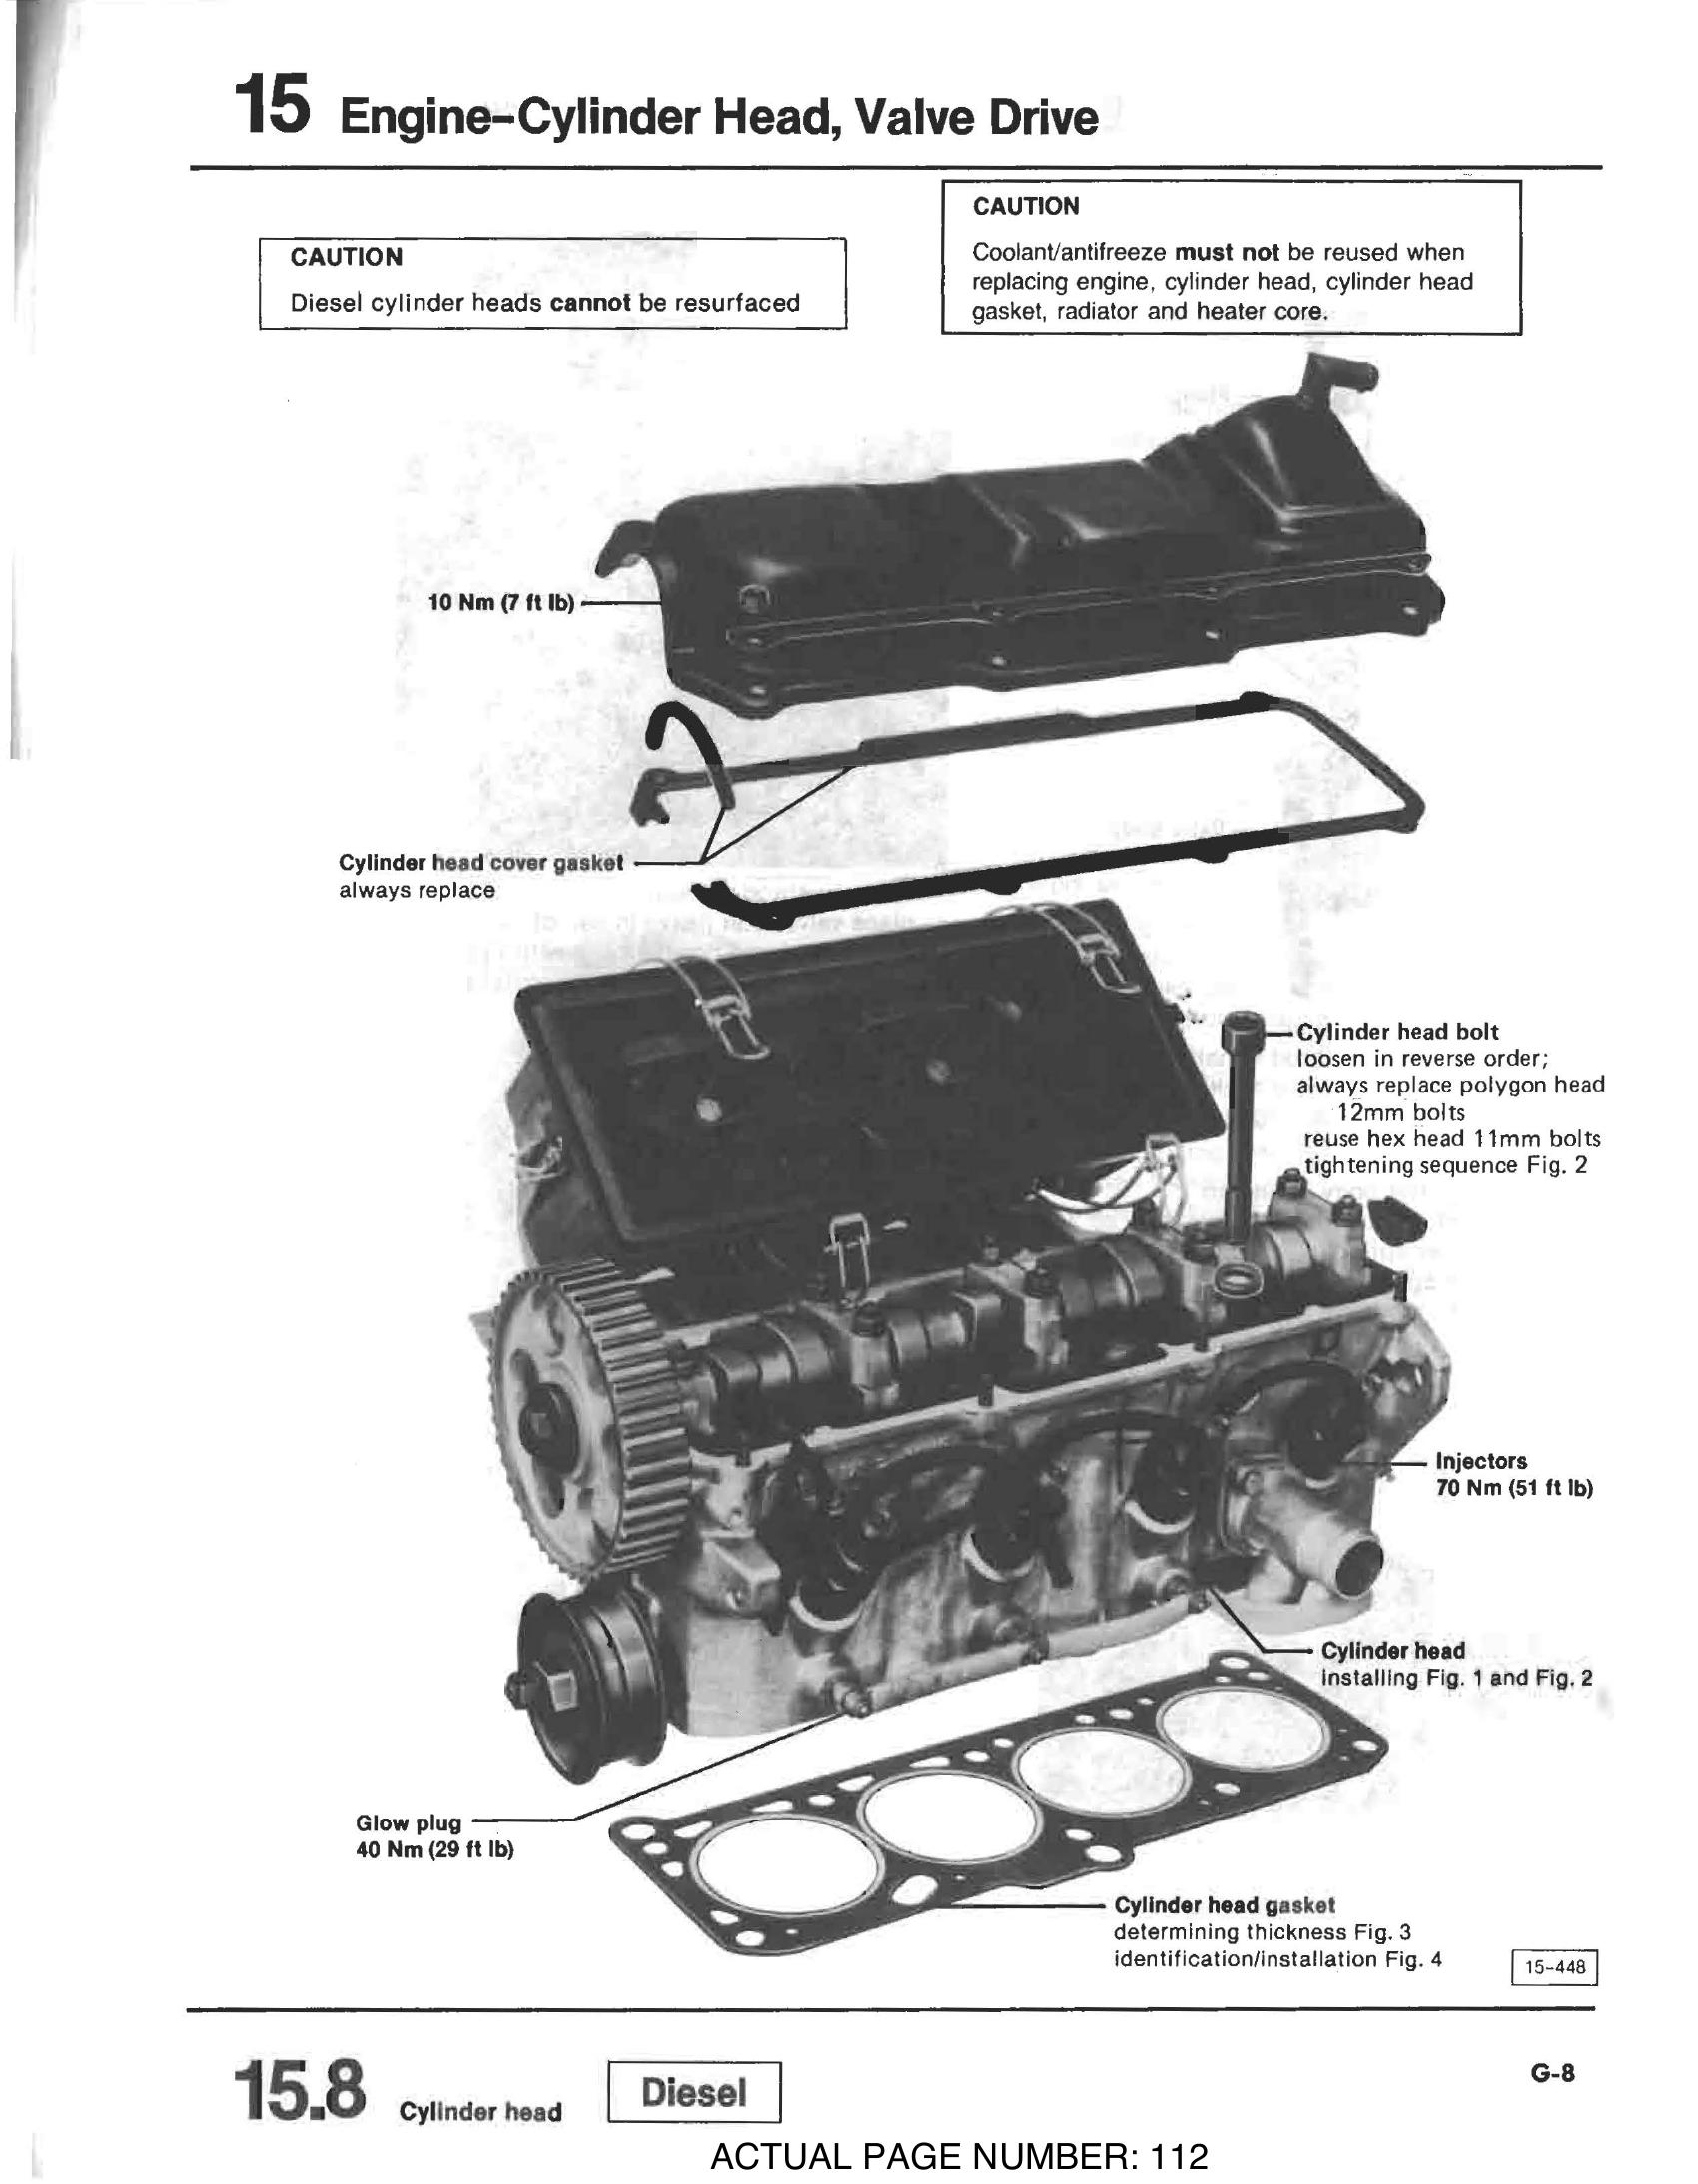 15 Engine-Cylinder Head, Valve Drive
CAUTION
Diesel cylinder heads cannot be resurfaced
CAUTION
Coolant/antifreeze must not be reused when
replacing engine, cylinder head, cylinder head
gasket, radiator and heater core.
10 Nm (7 ft lb)
Cylinder head cover gasket
always replace
Cylinder head bolt
loosen in reverse order;
always replace polygon head
12mm bolts
reuse hex head 11mm bolts
tightening sequence Fig. 2
Injectors
70 Nm (51 ft lb)
Cylinder head
installing Fig. 1 and Fig. 2
Glow plug
40 Nm (29 ft lb)
Cylinder head gasket
determining thickness Fig. 3
identification/installation Fig. 4
15-448
15.8 Cylinder head
Diesel
G-8
ACTUAL PAGE NUMBER: 112